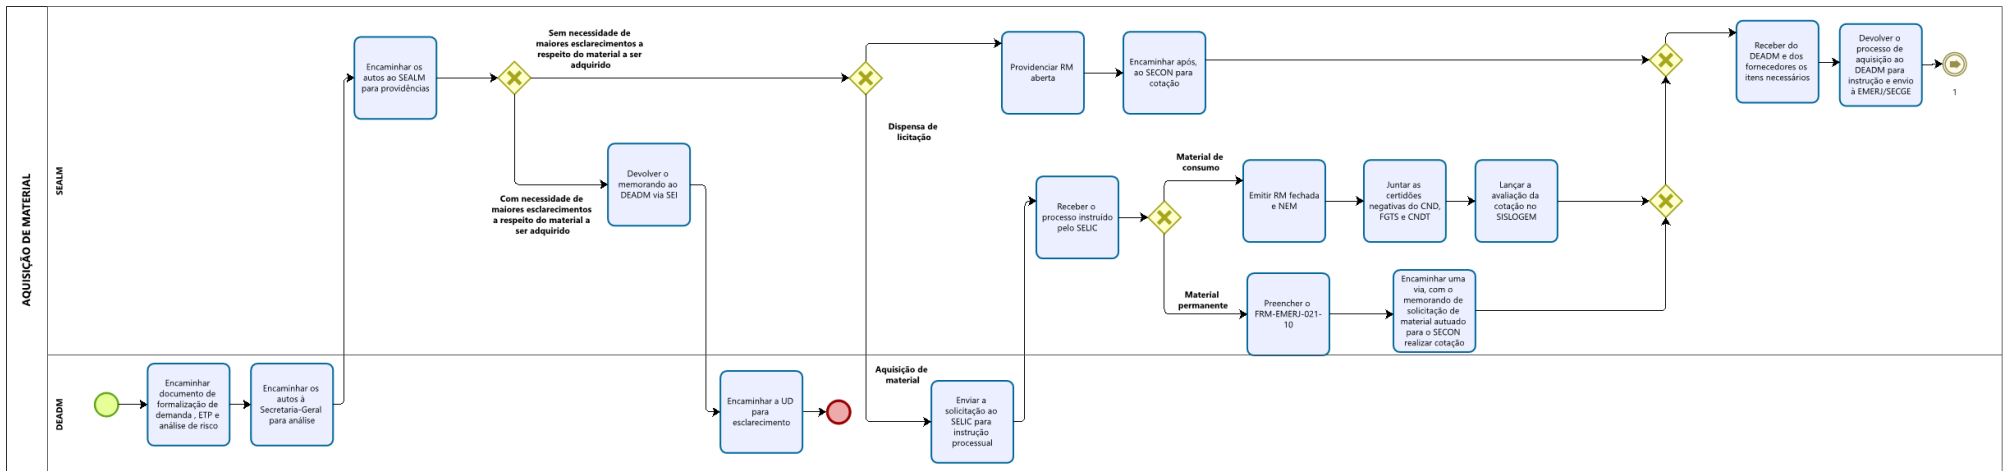 AQUISIÇÃO DE MATERIAL
SEALM
Encaminhar os
autos ao SEALM
para providências
Sem necessidade de
maiores esclarecimentos a
respeito do material a ser
adquirido
Com necessidade de
maiores esclarecimentos
a respeito do material a
ser adquirido
Devolver o
memorando ao
DEADM via SEI
Dispensa de
licitação
Providenciar RM
aberta
Encaminhar após,
ao SECON para
cotação
Receber o
processo instruído
pelo SELIC
Material de
consumo
Emitir RM fechada
e NEM
Juntar as
certidões
negativas do CND,
FGTS e CNDT
Lançar a
avaliação da
cotação no
SISLOGEM
Material
permanente
Preencher o
FRM-EMERJ-021-
10
Encaminhar uma
via, com o
memorando de
solicitação de
material autuado
para o SECON
realizar cotação
Receber do
DEADM e dos
fornecedores os
itens necessários
Devolver o
processo de
aquisição ao
DEADM para
instrução e envio
à EMERJ/SECGE
1
DEADM
Encaminhar
documento de
formalização de
demanda , ETP e
análise de risco
Encaminhar os
autos à
Secretaria-Geral
para análise
Encaminhar a UD
para
esclarecimento
Aquisição de
material
Enviar a
solicitação ao
SELIC para
instrução
processual